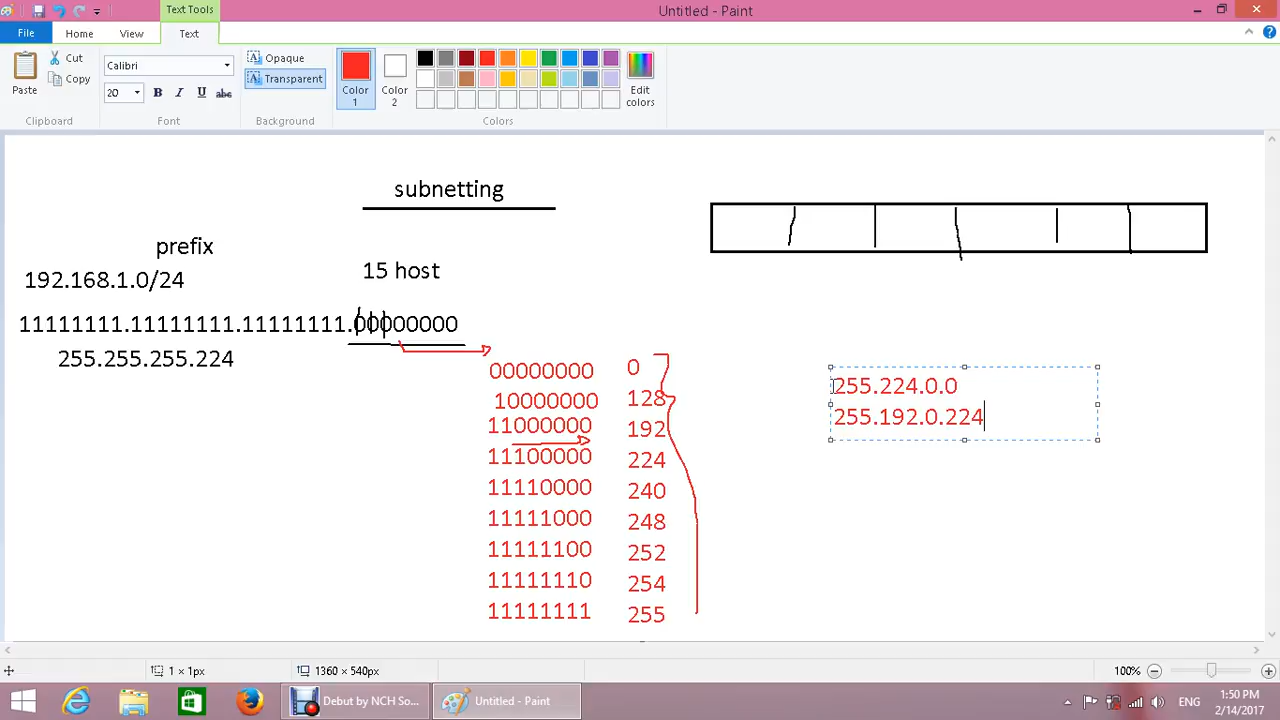 Text Tools
Untitled - Paint
File
Home
View
Text
Paste
Cut
Copy
Clipboard
Calibri
20
B I U abc
Font
Opaque
Transparent
Background
Color 1
Color 2
Edit colors
Colors
subnetting
prefix
192.168.1.0/24
15 host
11111111.11111111.11111111.00000000
255.255.255.224
00000000 0
10000000 128
11000000 192
11100000 224
11110000 240
11111000 248
11111100 252
11111110 254
11111111 255
255.224.0.0
255.192.0.224
1 × 1px
1360 × 540px
100%
Debut by NCH So...
Untitled - Paint
ENG
1:50 PM
2/14/2017